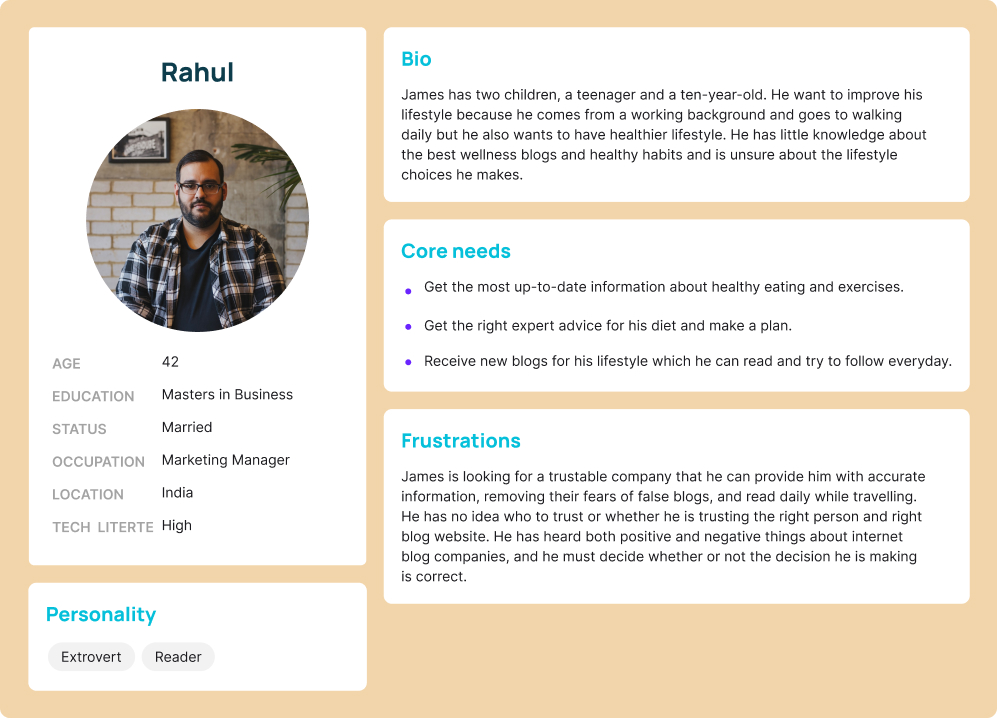 Rahul
AGE 42
EDUCATION Masters in Business
STATUS Married
OCCUPATION Marketing Manager
LOCATION India
TECH LITERTE High
Personality
Extrovert Reader
Bio
James has two children, a teenager and a ten-year-old. He want to improve his
lifestyle because he comes from a working background and goes to walking
daily but he also wants to have healthier lifestyle. He has little knowledge about
the best wellness blogs and healthy habits and is unsure about the lifestyle
choices he makes.
Core needs
Get the most up-to-date information about healthy eating and exercises.
Get the right expert advice for his diet and make a plan.
Receive new blogs for his lifestyle which he can read and try to follow everyday.
Frustrations
James is looking for a trustable company that he can provide him with accurate
information, removing their fears of false blogs, and read daily while travelling.
He has no idea who to trust or whether he is trusting the right person and right
blog website. He has heard both positive and negative things about internet
blog companies, and he must decide whether or not the decision he is making
is correct.